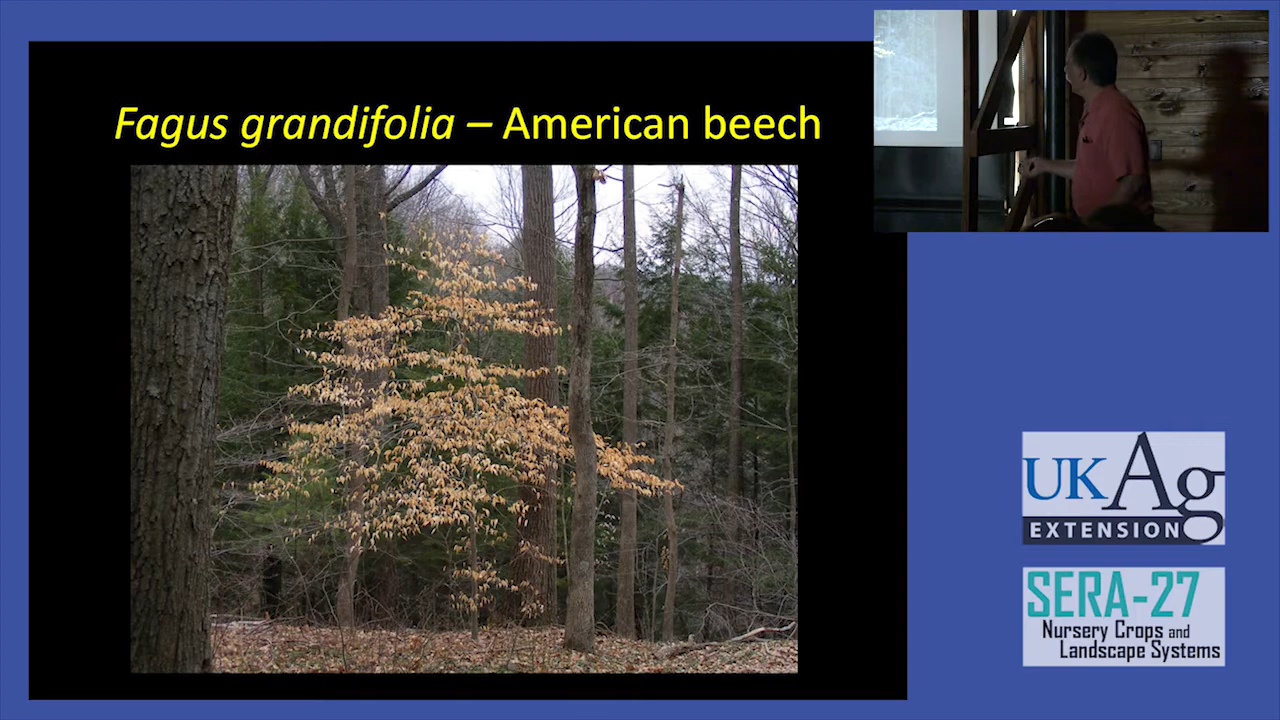 Fagus grandifolia – American beech
UKAg
EXTENSION
SERA-27
Nursery Crops and
Landscape Systems